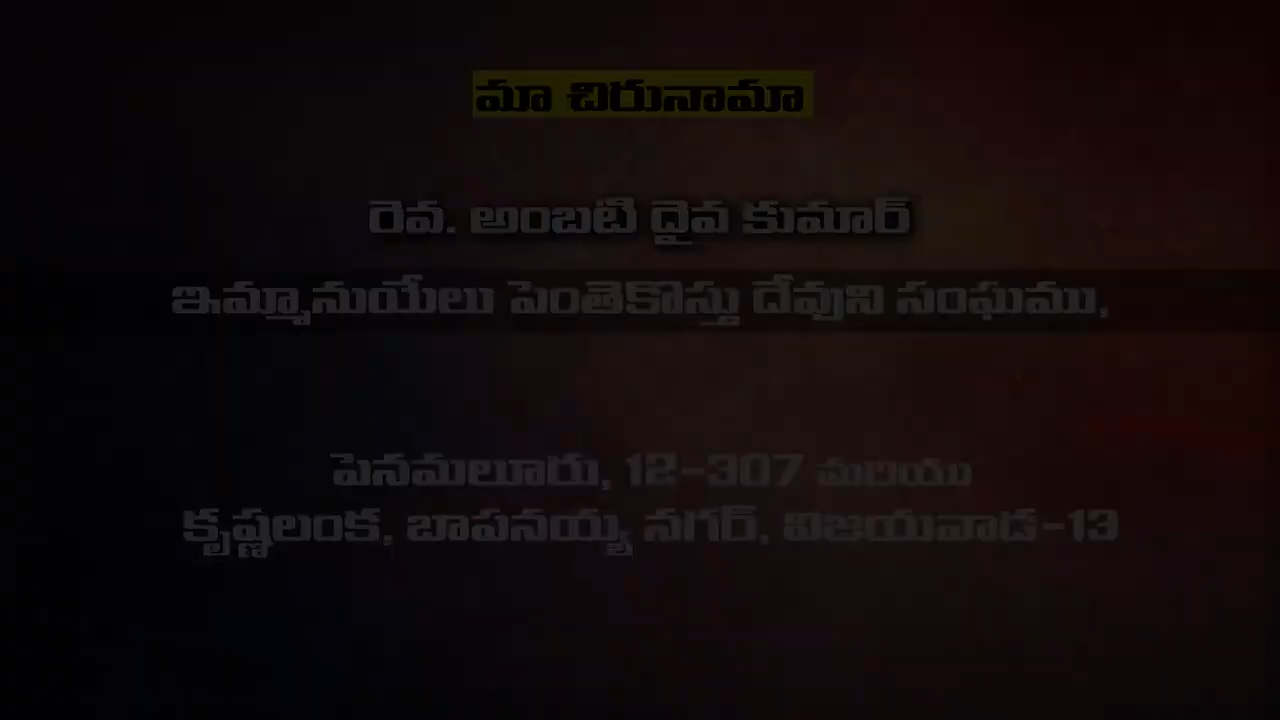 మా చిరునామా
రెవ. అంబటి దైవ కుమార్
ఇమ్మానుయేలు పెంతెకొస్తు దేవుని సంఘము,
పెనమలూరు, 12-307 మరియు
కృష్ణలంక, బాపనయ్య నగర్, విజయవాడ-13